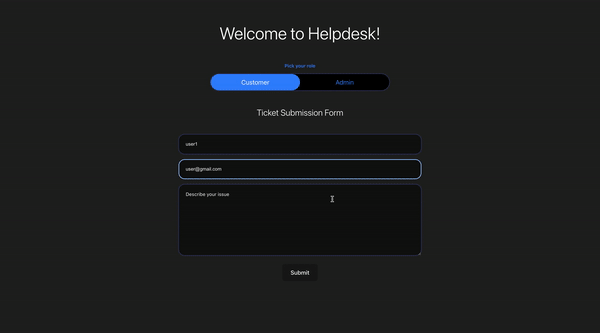 Welcome to Helpdesk!
Pick your role
Customer
Admin
Ticket Submission Form
user1
user@gmail.com
Describe your issue
Submit